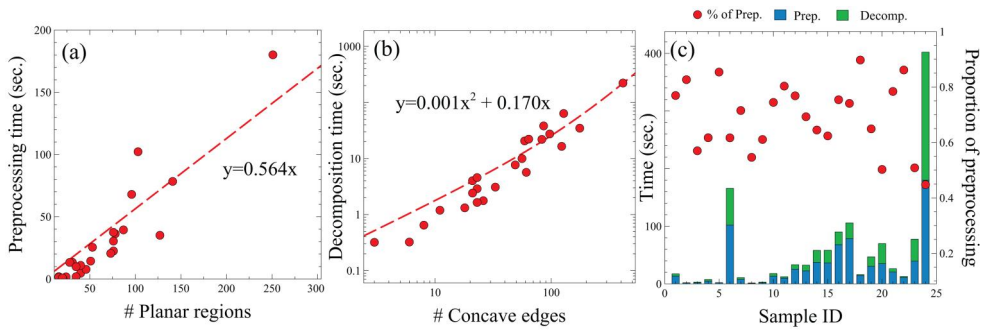 % of Prep. Prep. Decomp.
(a)
200
150
100
50
0
50 100 150 200 250 300
Preprocessing time (sec.)
# Planar regions
y=0.564x
(b)
1000
100
10
1
0.1
10 100
Decomposition time (sec.)
# Concave edges
y=0.001x² + 0.170x
(c)
400
100
0
Time (sec.)
0 5 10 15 20 25
Sample ID
1
0.8
0.6
0.4
0.2
Proportion of preprocessing